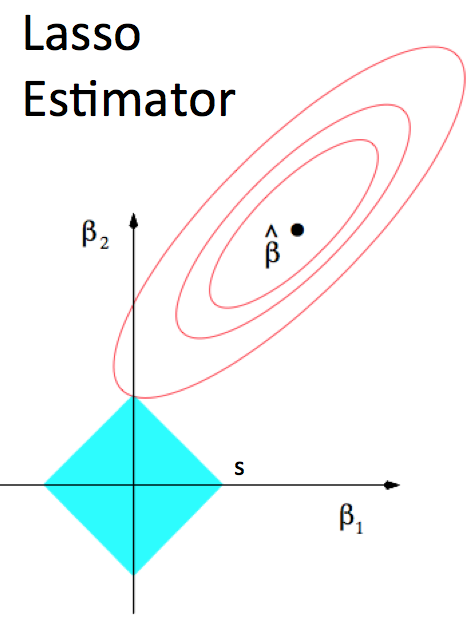 Lasso
Estimator
β₂
β̂
s
β₁